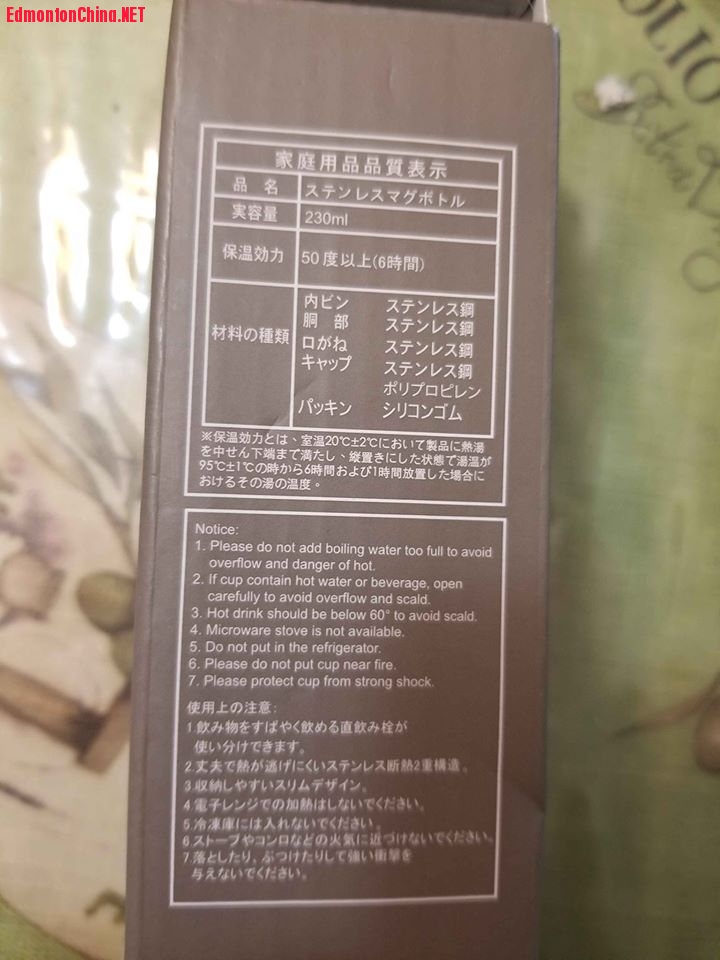 EdmontonChina.NET
OLIO
Extra
家庭用品品質表示
品 名 ステンレスマグボトル
実容量 230ml
保温効力 50度以上(6時間)
材料の種類
内ビン ステンレス鋼
胴 部 ステンレス鋼
口がね ステンレス鋼
キャップ ステンレス鋼
ポリプロピレン
パッキン シリコンゴム
※保温効力とは、室温20℃±2℃において製品に熱湯
を中せん下端まで満たし、縦置きにした状態で湯温が
95℃±1℃の時から6時間および1時間放置した場合に
おけるその湯の温度。
Notice:
1. Please do not add boiling water too full to avoid
overflow and danger of hot.
2. If cup contain hot water or beverage, open
carefully to avoid overflow and scald.
3. Hot drink should be below 60° to avoid scald.
4. Microware stove is not available.
5. Do not put in the refrigerator.
6. Please do not put cup near fire.
7. Please protect cup from strong shock.
使用上の注意:
1.飲み物をすばやく飲める直飲み栓が
使い分けできます。
2.丈夫で熱が逃げにくいステンレス断熱2重構造。
3.収納しやすいスリムデザイン。
4.電子レンジでの加熱はしないでください。
5.冷凍庫には入れないでください。
6.ストーブやコンロなどの火気に近づけないでください。
7.落としたり、ぶつけたりして強い衝撃を
与えないでください。